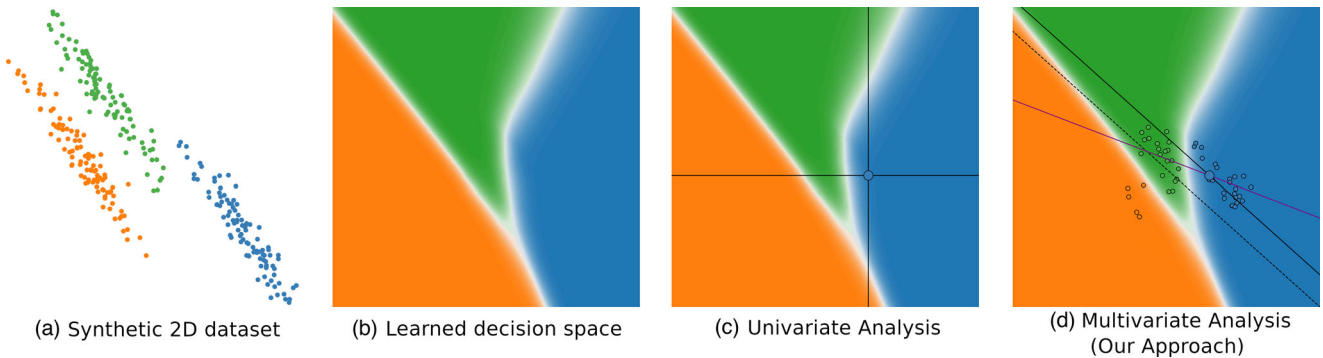 (a) Synthetic 2D dataset
(b) Learned decision space
(c) Univariate Analysis
(d) Multivariate Analysis
(Our Approach)